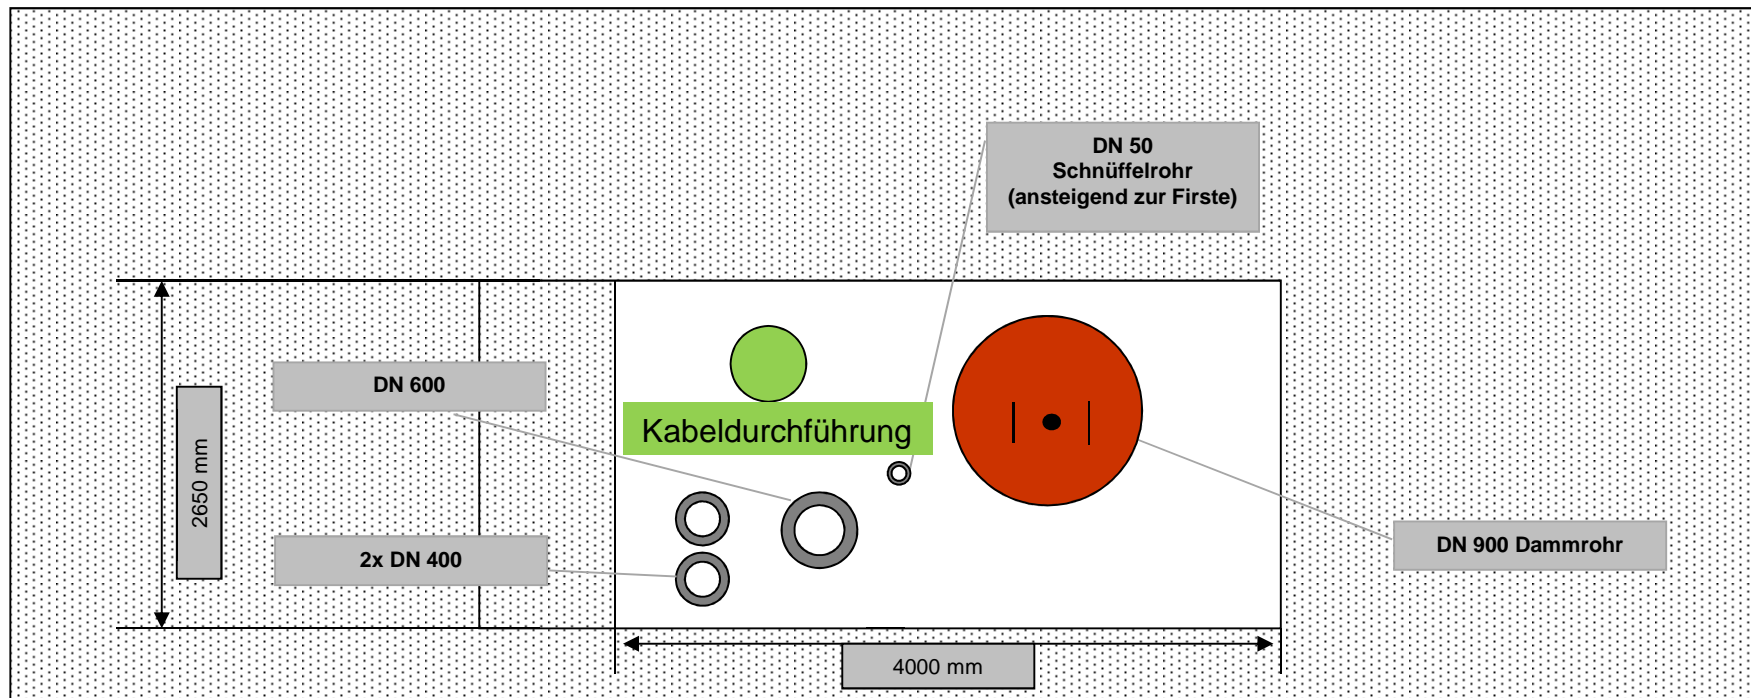 DN 50
Schnüffelrohr
(ansteigend zur Firste)
DN 600
Kabeldurchführung
2650 mm
2x DN 400
DN 900 Dammrohr
4000 mm